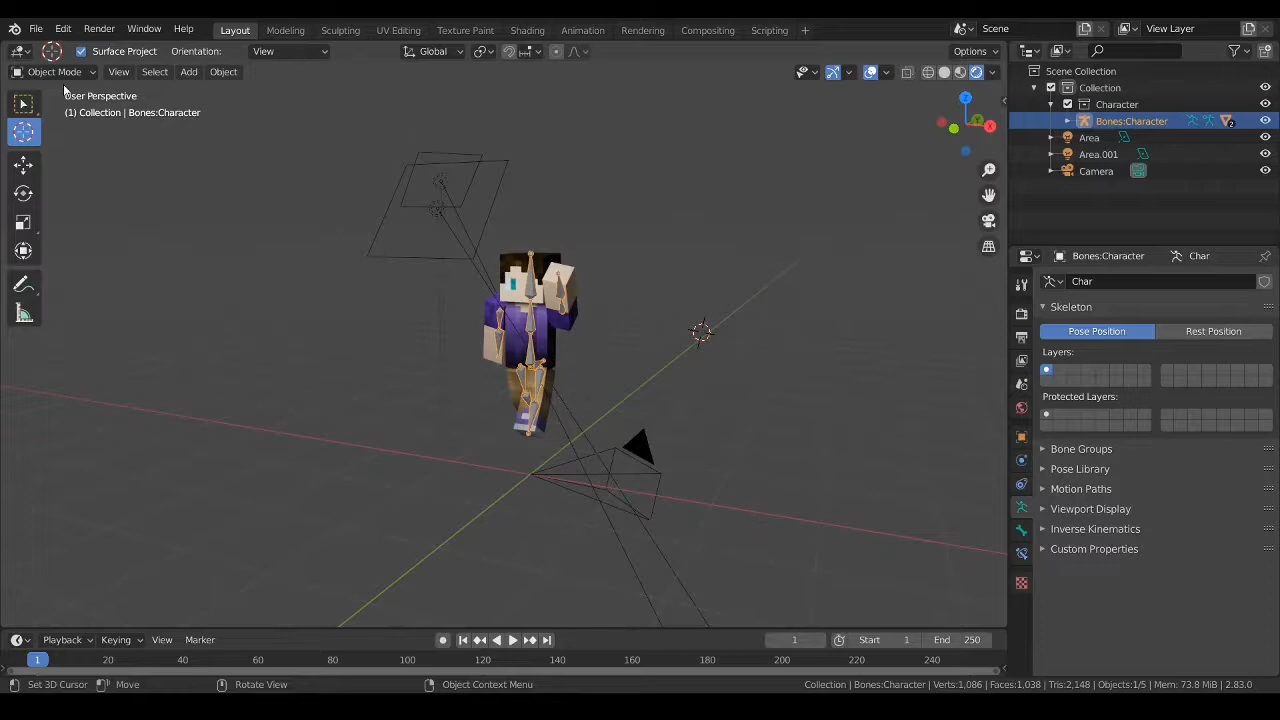 File Edit Render Window Help Layout Modeling Sculpting UV Editing Texture Paint Shading Animation Rendering Compositing Scripting + Scene View Layer
Surface Project Orientation: View Global Options
Object Mode View Select Add Object
User Perspective
(1) Collection | Bones:Character
Scene Collection
Collection
Character
Bones:Character
Area
Area.001
Camera
Bones:Character Char
Char
Skeleton
Pose Position Rest Position
Layers:
Protected Layers:
Bone Groups
Pose Library
Motion Paths
Viewport Display
Inverse Kinematics
Custom Properties
Playback Keying View Marker 1 Start 1 End 250
1 20 40 60 80 100 120 140 160 180 200 220 240
Set 3D Cursor Move Rotate View Object Context Menu Collection | Bones:Character | Verts:1,086 | Faces:1,038 | Tris:2,148 | Objects:1/5 | Mem: 73.8 MiB | 2.83.0